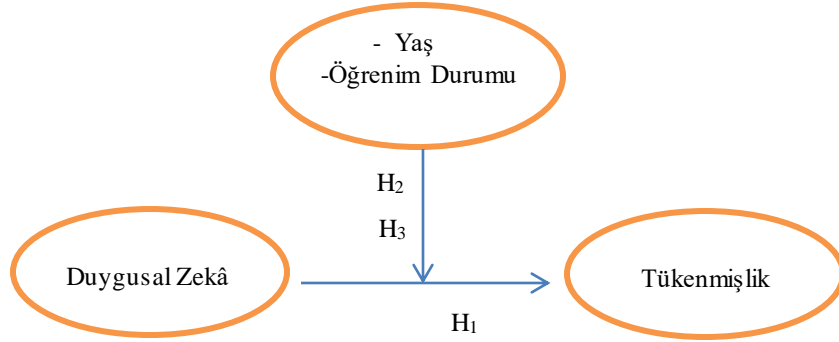 - Yaş
-Öğrenim Durumu
H2
H3
Duygusal Zekâ
Tükenmişlik
H1